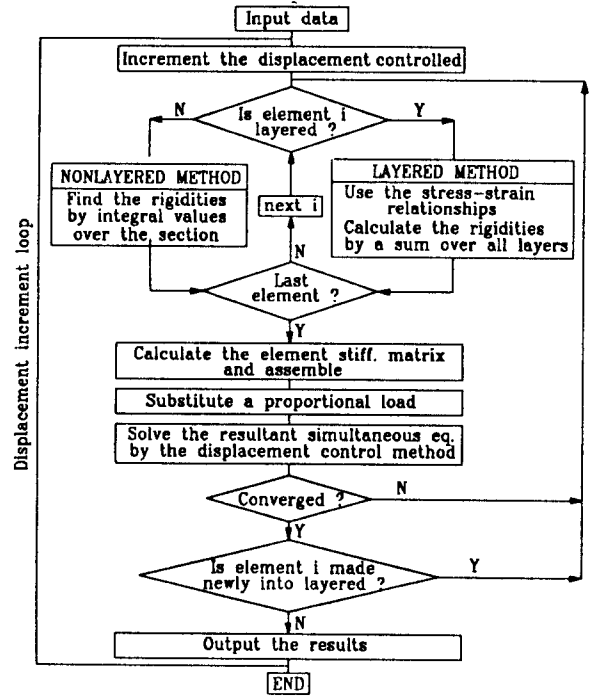 Input data
Increment the displacement controlled
Is element i
layered ?
N
Y
NONLAYERED METHOD
Find the rigidities
by integral values
over the section
LAYERED METHOD
Use the stress-strain
relationships
Calculate the rigidities
by a sum over all layers
next i
N
Last
element ?
Y
Calculate the element stiff. matrix
and assemble
Substitute a proportional load
Solve the resultant simultaneous eq.
by the displacement control method
Converged ?
N
Y
Is element i made
newly into layered ?
Y
N
Output the results
END
Displacement increment loop